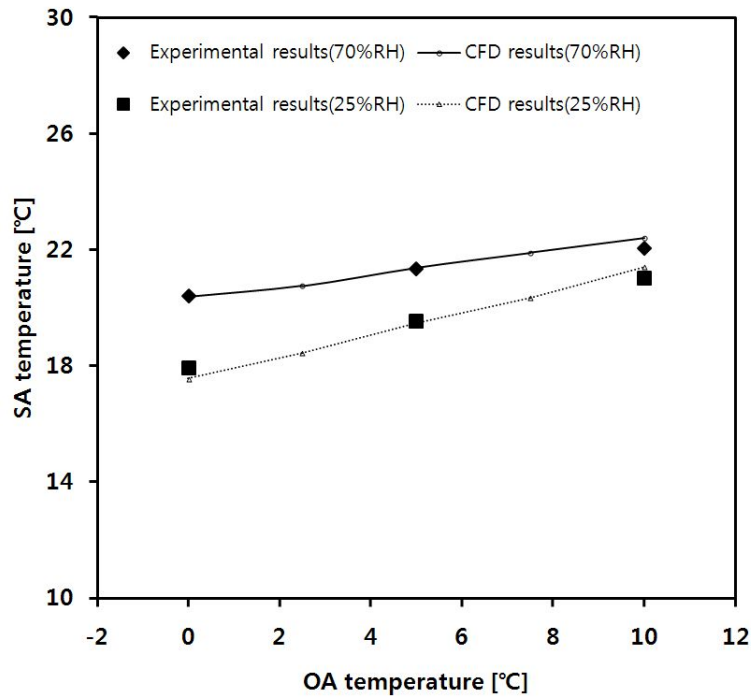 30
Experimental results(70%RH) CFD results(70%RH)
Experimental results(25%RH) CFD results(25%RH)
26
22
18
14
10
SA temperature [℃]
-2 0 2 4 6 8 10 12
OA temperature [℃]